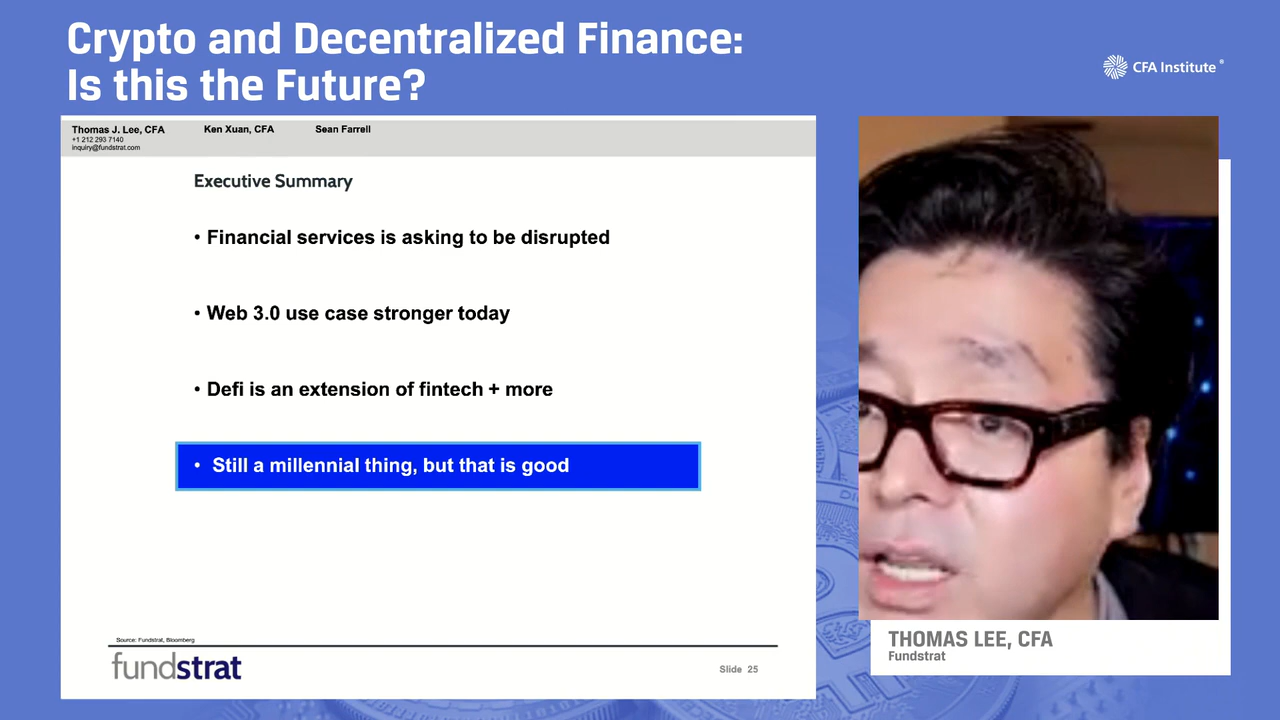 Crypto and Decentralized Finance:
Is this the Future?
CFA Institute®
Thomas J. Lee, CFA Ken Xuan, CFA Sean Farrell
+1 212 293 7140
inquiry@fundstrat.com
Executive Summary
• Financial services is asking to be disrupted
• Web 3.0 use case stronger today
• Defi is an extension of fintech + more
• Still a millennial thing, but that is good
Source: Fundstrat, Bloomberg
fundstrat
Slide 25
THOMAS LEE, CFA
Fundstrat